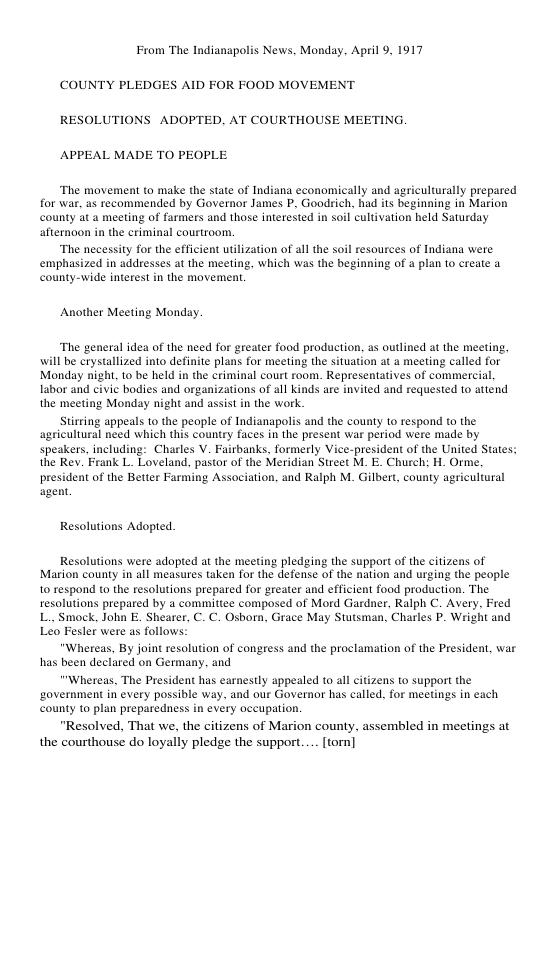 From The Indianapolis News, Monday, April 9, 1917
COUNTY PLEDGES AID FOR FOOD MOVEMENT
RESOLUTIONS  ADOPTED, AT COURTHOUSE MEETING.
APPEAL MADE TO PEOPLE
The movement to make the state of Indiana economically and agriculturally prepared
for war, as recommended by Governor James P, Goodrich, had its beginning in Marion
county at a meeting of farmers and those interested in soil cultivation held Saturday
afternoon in the criminal courtroom.
The necessity for the efficient utilization of all the soil resources of Indiana were
emphasized in addresses at the meeting, which was the beginning of a plan to create a
county-wide interest in the movement.
Another Meeting Monday.
The general idea of the need for greater food production, as outlined at the meeting,
will be crystallized into definite plans for meeting the situation at a meeting called for
Monday night, to be held in the criminal court room. Representatives of commercial,
labor and civic bodies and organizations of all kinds are invited and requested to attend
the meeting Monday night and assist in the work.
Stirring appeals to the people of Indianapolis and the county to respond to the
agricultural need which this country faces in the present war period were made by
speakers, including:  Charles V. Fairbanks, formerly Vice-president of the United States;
the Rev. Frank L. Loveland, pastor of the Meridian Street M. E. Church; H. Orme,
president of the Better Farming Association, and Ralph M. Gilbert, county agricultural
agent.
Resolutions Adopted.
Resolutions were adopted at the meeting pledging the support of the citizens of
Marion county in all measures taken for the defense of the nation and urging the people
to respond to the resolutions prepared for greater and efficient food production. The
resolutions prepared by a committee composed of Mord Gardner, Ralph C. Avery, Fred
L., Smock, John E. Shearer, C. C. Osborn, Grace May Stutsman, Charles P. Wright and
Leo Fesler were as follows:
"Whereas, By joint resolution of congress and the proclamation of the President, war
has been declared on Germany, and
"'Whereas, The President has earnestly appealed to all citizens to support the
government in every possible way, and our Governor has called, for meetings in each
county to plan preparedness in every occupation.
"Resolved, That we, the citizens of Marion county, assembled in meetings at
the courthouse do loyally pledge the support…. [torn]